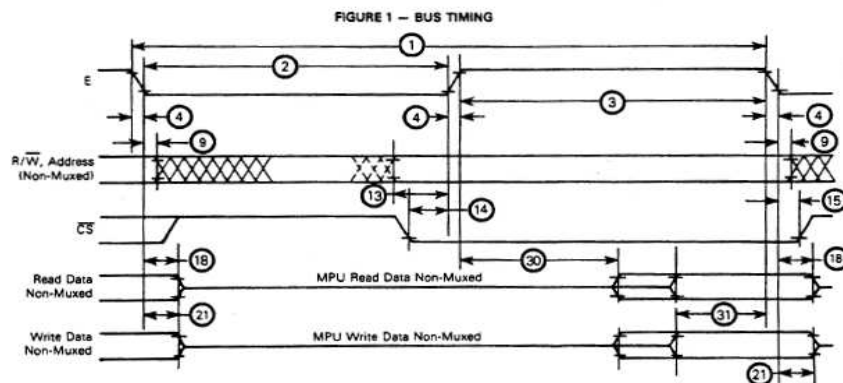 FIGURE 1 — BUS TIMING
1
2
E
3
4
4
4
9
9
R/W̅, Address
(Non-Muxed)
13
14
15
C̅S̅
18
30
18
Read Data
Non-Muxed
MPU Read Data Non-Muxed
21
31
Write Data
Non-Muxed
MPU Write Data Non-Muxed
21